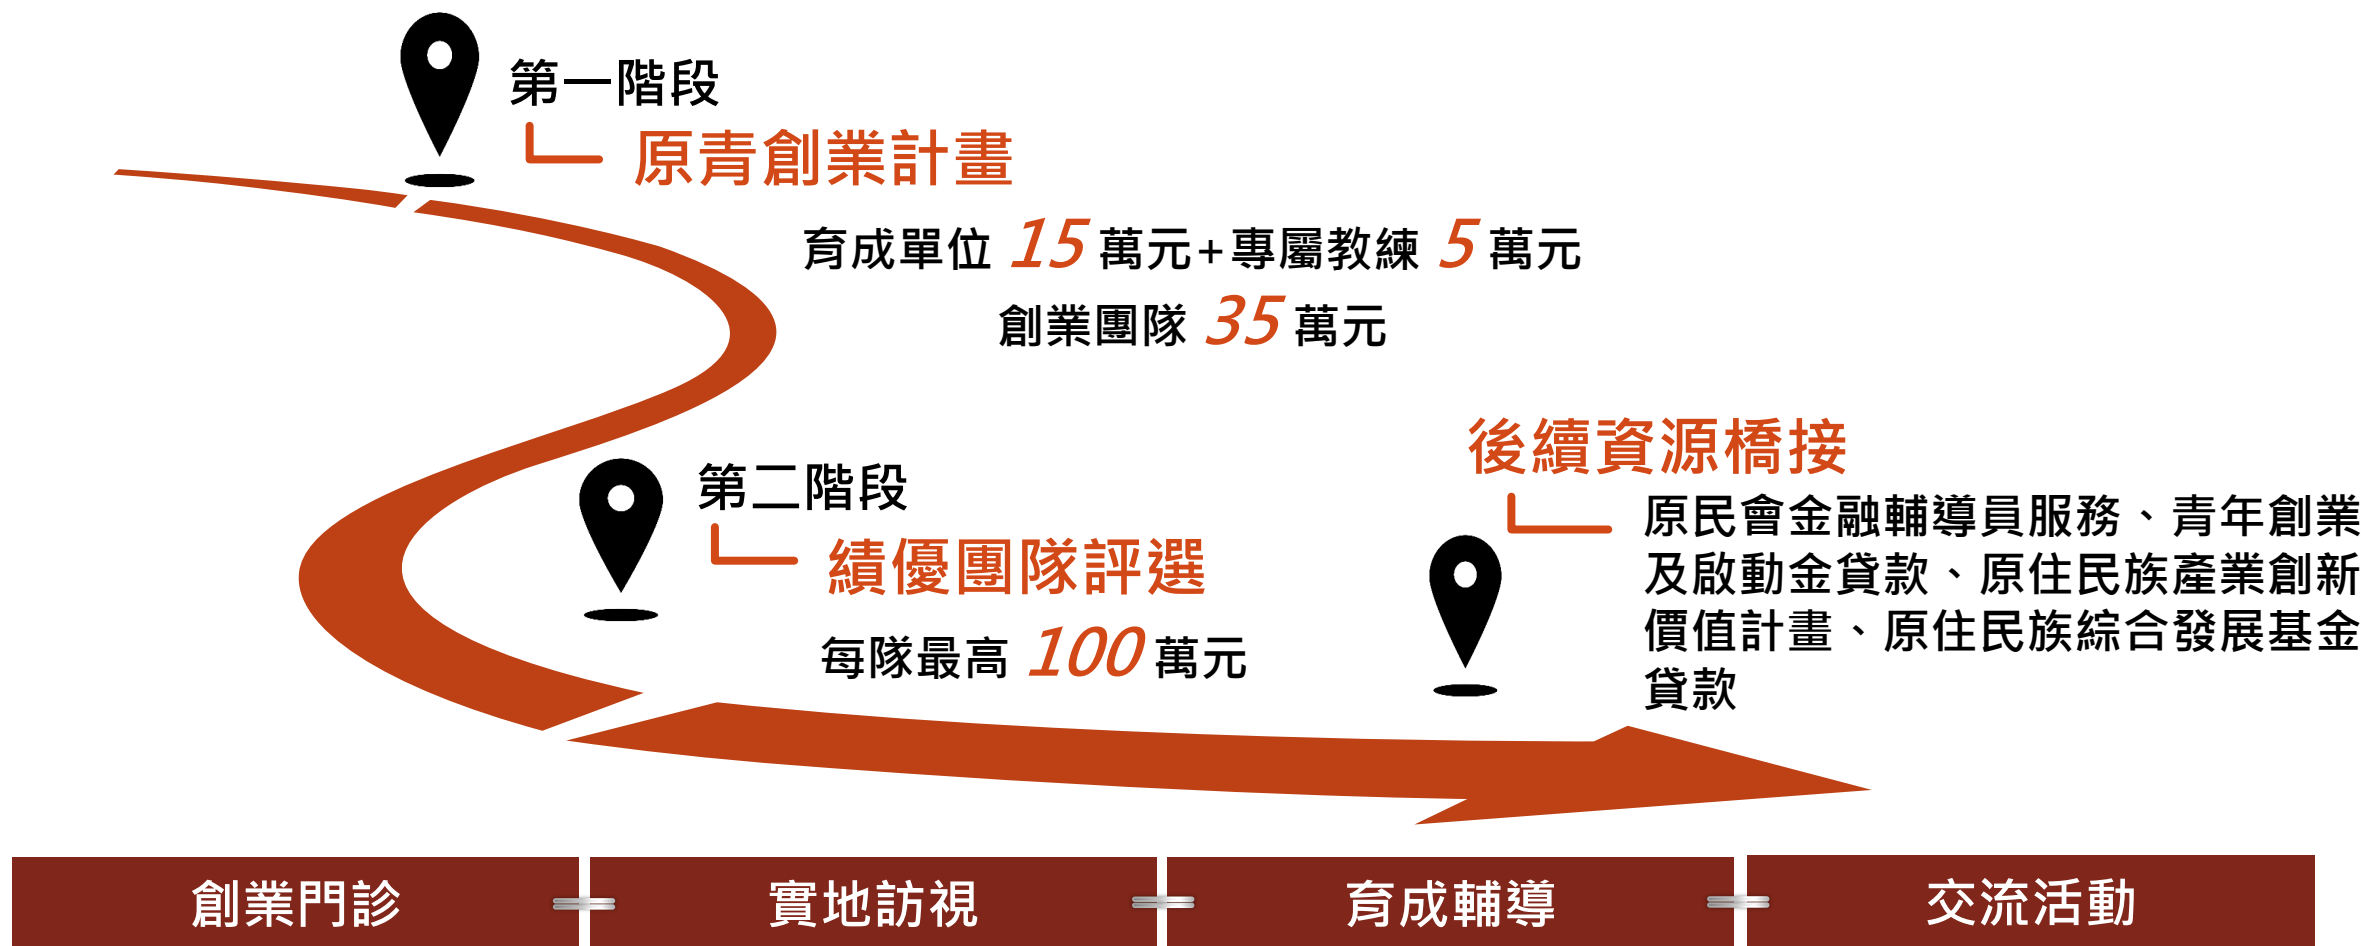 第一階段
原青創業計畫
育成單位 15 萬元+專屬教練 5 萬元
創業團隊 35 萬元
第二階段
績優團隊評選
每隊最高 100 萬元
後續資源橋接
原民會金融輔導員服務、青年創業
及啟動金貸款、原住民族產業創新
價值計畫、原住民族綜合發展基金
貸款
創業門診
實地訪視
育成輔導
交流活動